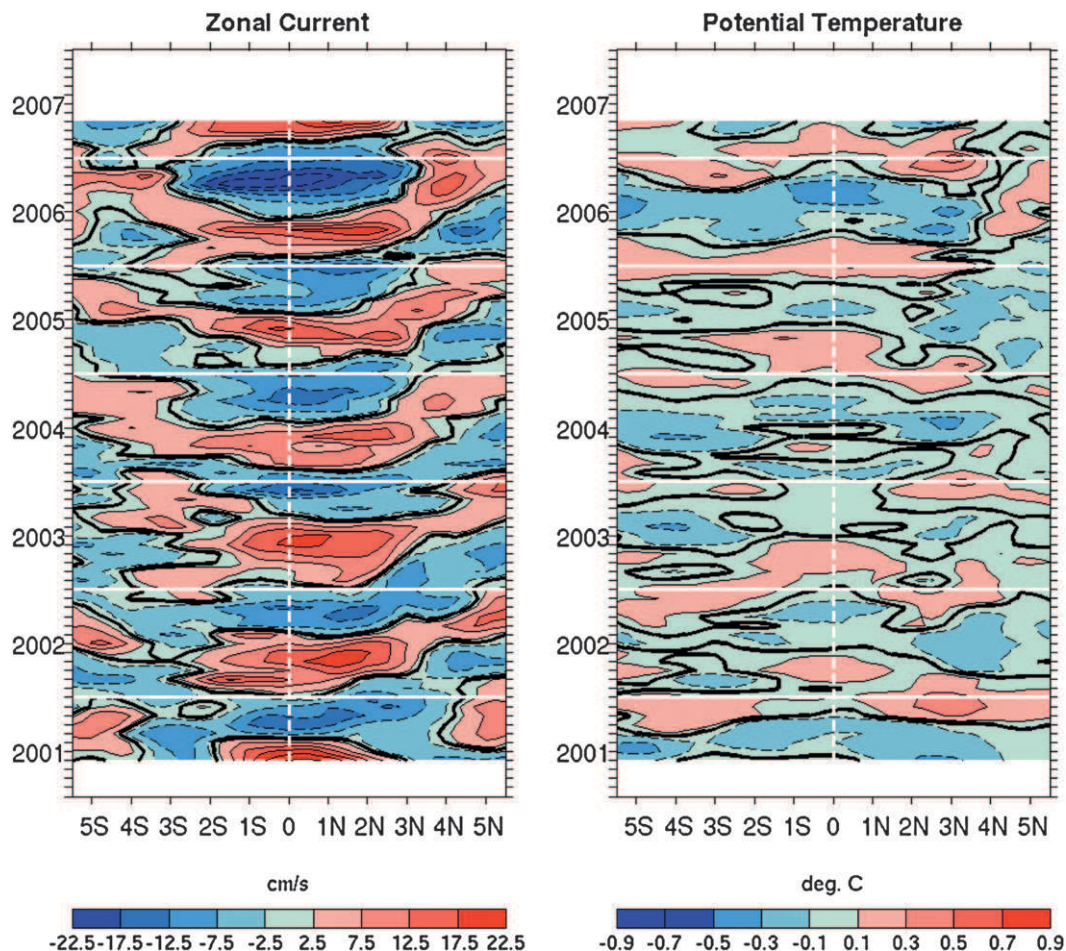 Zonal Current
Potential Temperature
2007
2006
2005
2004
2003
2002
2001
5S 4S 3S 2S 1S 0 1N 2N 3N 4N 5N
cm/s
-22.5 -17.5 -12.5 -7.5 -2.5 2.5 7.5 12.5 17.5 22.5
2007
2006
2005
2004
2003
2002
2001
5S 4S 3S 2S 1S 0 1N 2N 3N 4N 5N
deg. C
-0.9 -0.7 -0.5 -0.3 -0.1 0.1 0.3 0.5 0.7 0.9